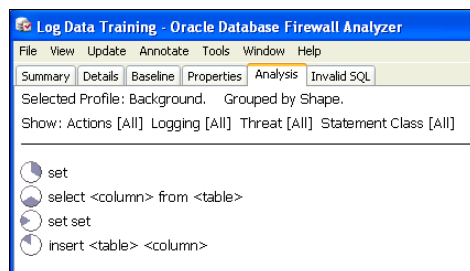 Log Data Training - Oracle Database Firewall Analyzer
File View Update Annotate Tools Window Help
Summary Details Baseline Properties Analysis Invalid SQL
Selected Profile: Background. Grouped by Shape.
Show: Actions [All] Logging [All] Threat [All] Statement Class [All]
set
select <column> from <table>
set set
insert <table> <column>